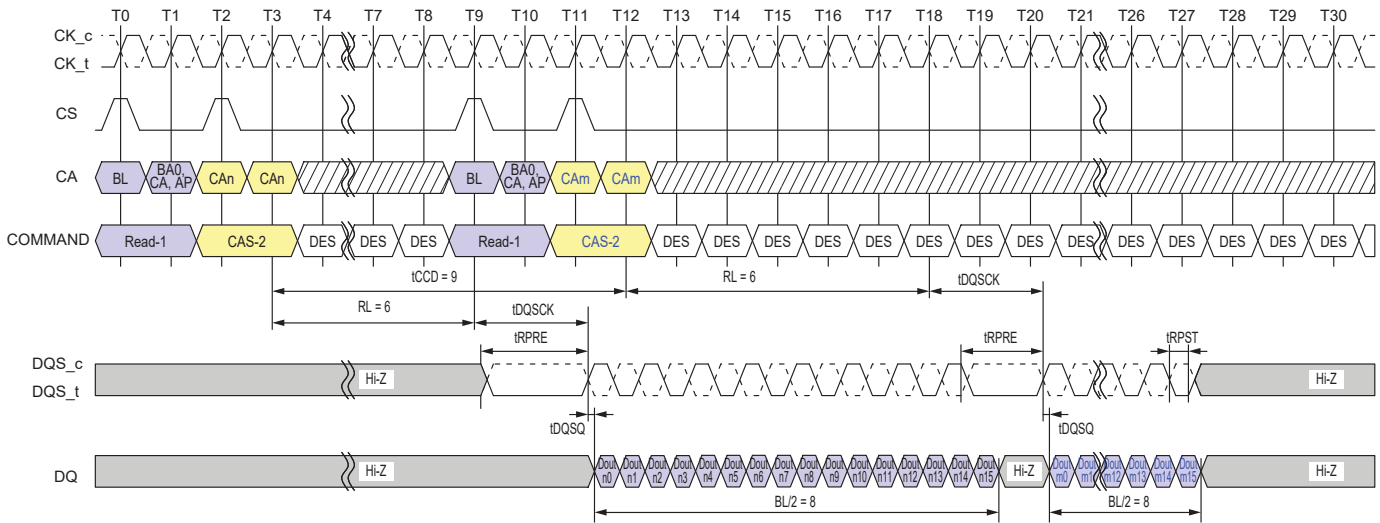 T0 T1 T2 T3 T4 T7 T8 T9 T10 T11 T12 T13 T14 T15 T16 T17 T18 T19 T20 T21 T26 T27 T28 T29 T30
CK_c
CK_t
CS
CA BL BA0, CA, AP CAn CAn BL BA0, CA, AP CAm CAm
COMMAND Read-1 CAS-2 DES DES DES Read-1 CAS-2 DES DES DES DES DES DES DES DES DES DES DES DES DES DES
tCCD = 9 RL = 6 tDQSCK
RL = 6 tDQSCK
tRPRE tRPRE tRPST
DQS_c
DQS_t
Hi-Z Hi-Z
tDQSQ tDQSQ
DQ Hi-Z Dout n0 Dout n1 Dout n2 Dout n3 Dout n4 Dout n5 Dout n6 Dout n7 Dout n8 Dout n9 Dout n10 Dout n11 Dout n12 Dout n13 Dout n14 Dout n15 Hi-Z Dout m0 Dout m1 Dout m12 Dout m13 Dout m14 Dout m15 Hi-Z
BL/2 = 8 BL/2 = 8